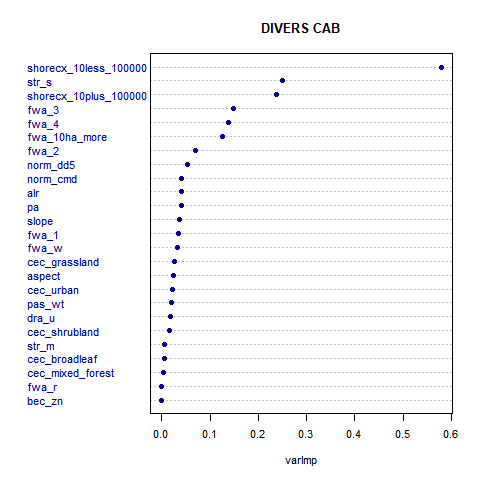 DIVERS CAB
shorecx_10less_100000
str_s
shorecx_10plus_100000
fwa_3
fwa_4
fwa_10ha_more
fwa_2
norm_dd5
norm_cmd
alr
pa
slope
fwa_1
fwa_w
cec_grassland
aspect
cec_urban
pas_wt
dra_u
cec_shrubland
str_m
cec_broadleaf
cec_mixed_forest
fwa_r
bec_zn
0.0 0.1 0.2 0.3 0.4 0.5 0.6
varImp